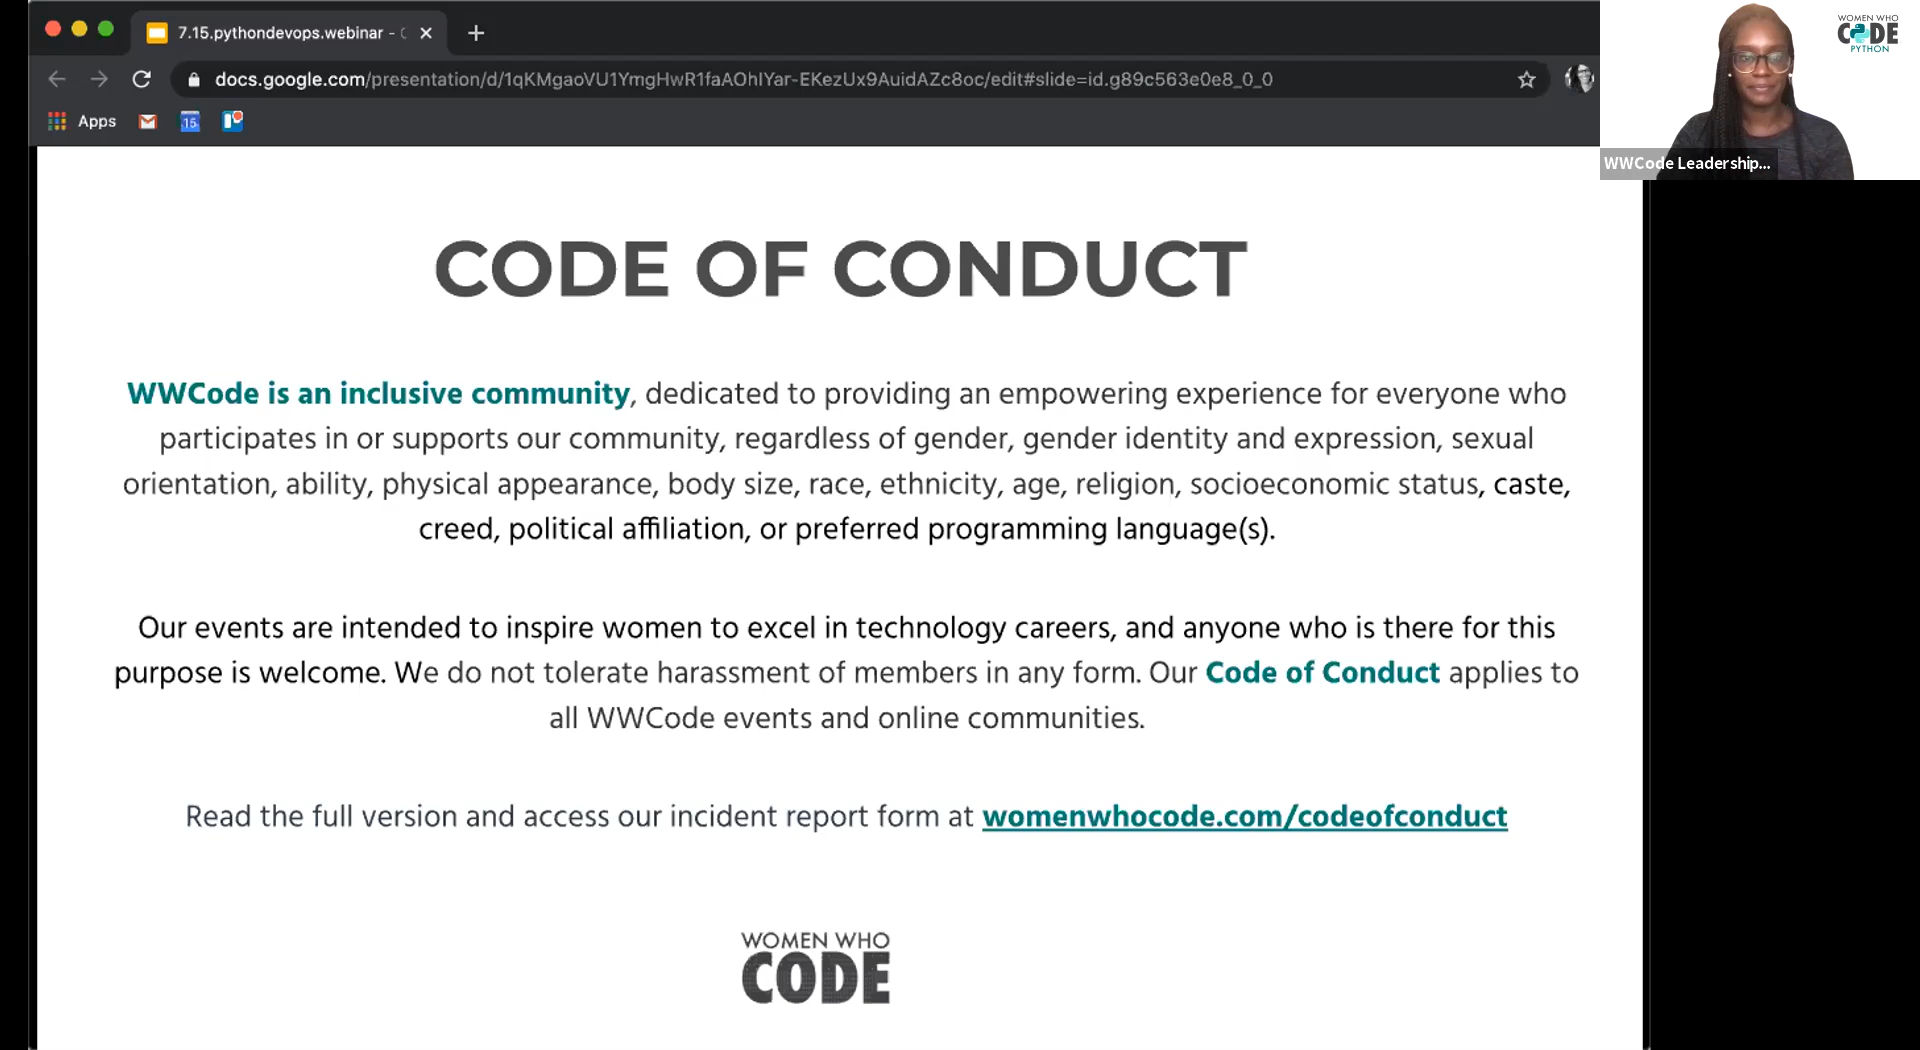 7.15.pythondevops.webinar -
docs.google.com/presentation/d/1qKMgaoVU1YmgHwR1faAOhIYar-EKezUx9AuidAZc8oc/edit#slide=id.g89c563e0e8_0_0
Apps
15
WOMEN WHO
CODE
PYTHON
WWCode Leadership...
CODE OF CONDUCT
WWCode is an inclusive community, dedicated to providing an empowering experience for everyone who
participates in or supports our community, regardless of gender, gender identity and expression, sexual
orientation, ability, physical appearance, body size, race, ethnicity, age, religion, socioeconomic status, caste,
creed, political affiliation, or preferred programming language(s).
Our events are intended to inspire women to excel in technology careers, and anyone who is there for this
purpose is welcome. We do not tolerate harassment of members in any form. Our Code of Conduct applies to
all WWCode events and online communities.
Read the full version and access our incident report form at womenwhocode.com/codeofconduct
WOMEN WHO
CODE